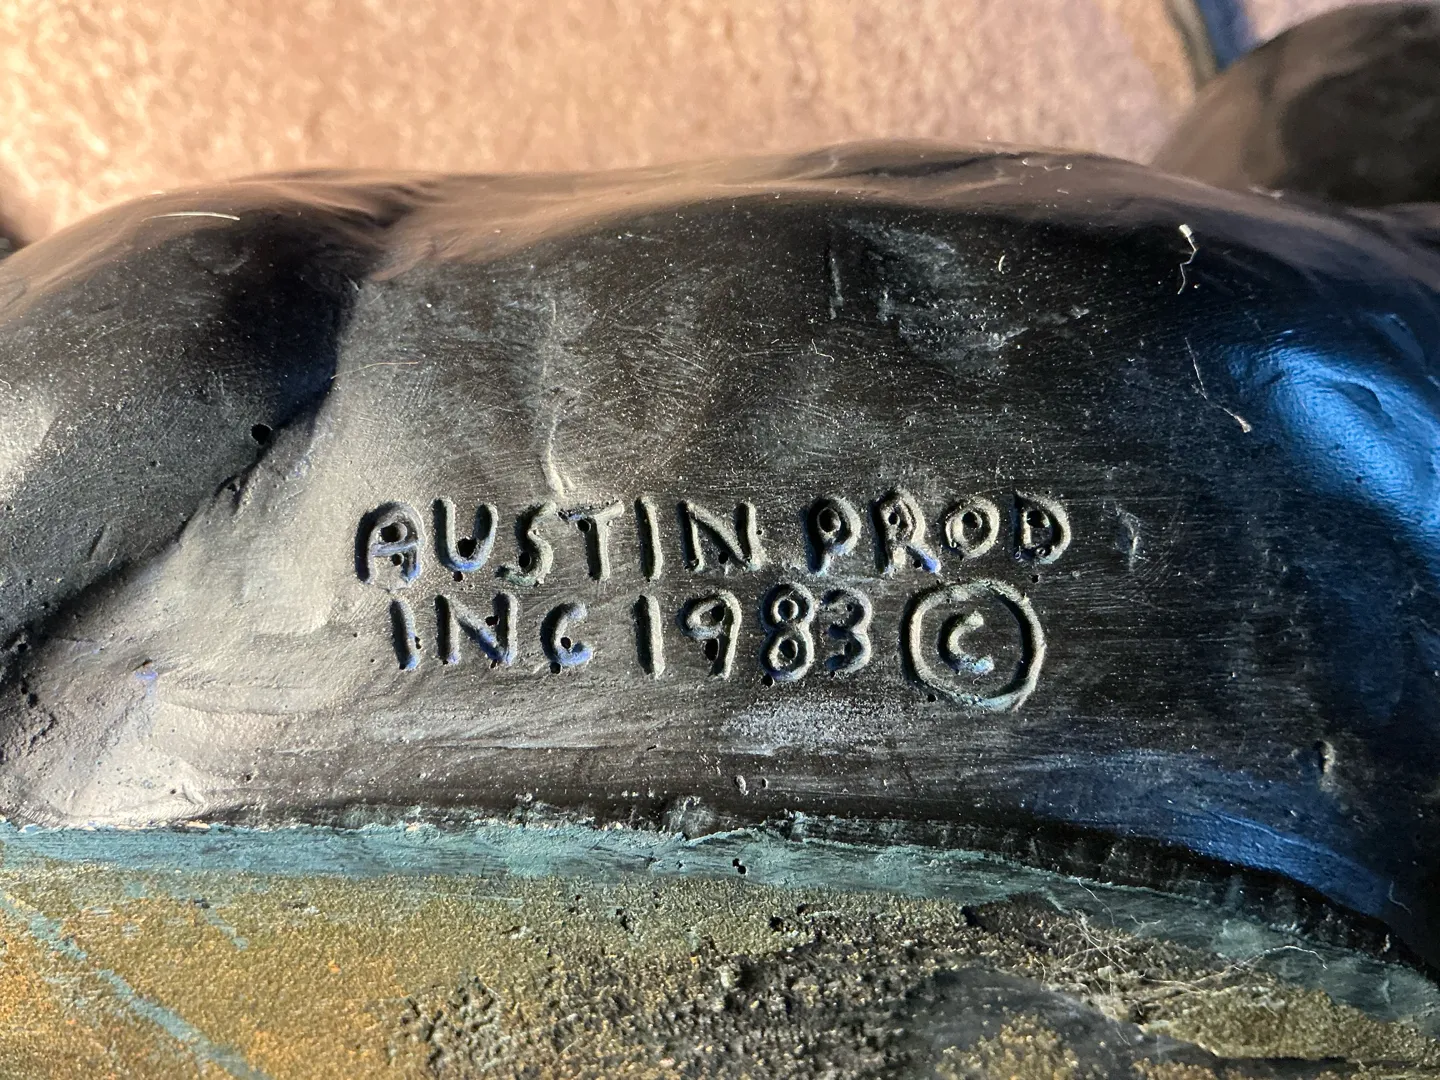 AUSTIN PROD
INC 1983 ©